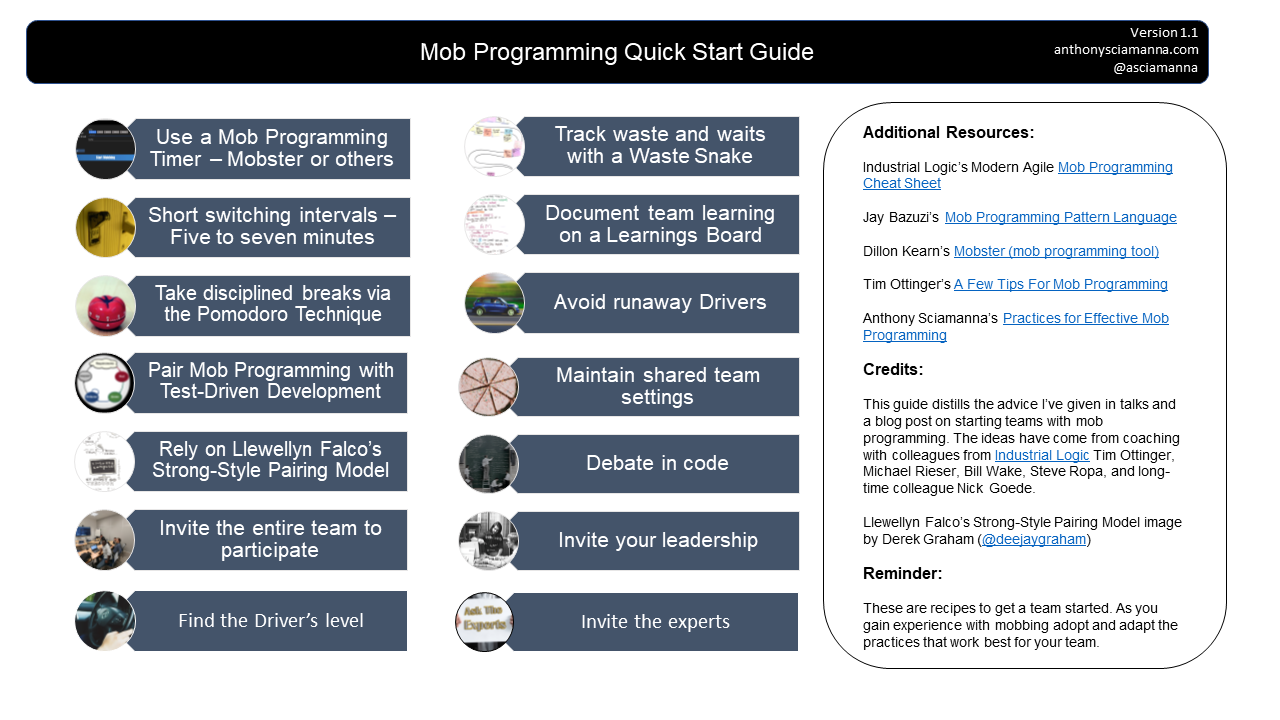 Mob Programming Quick Start Guide
Version 1.1
anthonysciamanna.com
@asciamanna
Use a Mob Programming
Timer – Mobster or others
Short switching intervals –
Five to seven minutes
Take disciplined breaks via
the Pomodoro Technique
Pair Mob Programming with
Test-Driven Development
Rely on Llewellyn Falco's
Strong-Style Pairing Model
Invite the entire team to
participate
Find the Driver's level
Track waste and waits
with a Waste Snake
Document team learning
on a Learnings Board
Avoid runaway Drivers
Maintain shared team
settings
Debate in code
Invite your leadership
Ask The
Experts
Invite the experts
Additional Resources:
Industrial Logic's Modern Agile Mob Programming
Cheat Sheet
Jay Bazuzi's Mob Programming Pattern Language
Dillon Kearn's Mobster (mob programming tool)
Tim Ottinger's A Few Tips For Mob Programming
Anthony Sciamanna's Practices for Effective Mob
Programming
Credits:
This guide distills the advice I've given in talks and
a blog post on starting teams with mob
programming. The ideas have come from coaching
with colleagues from Industrial Logic Tim Ottinger,
Michael Rieser, Bill Wake, Steve Ropa, and long-
time colleague Nick Goede.
Llewellyn Falco's Strong-Style Pairing Model image
by Derek Graham (@deejaygraham)
Reminder:
These are recipes to get a team started. As you
gain experience with mobbing adopt and adapt the
practices that work best for your team.